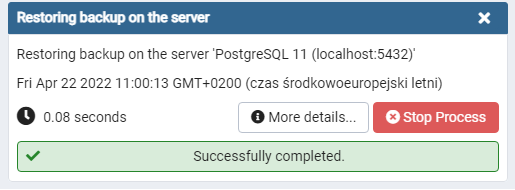 Restoring backup on the server
Restoring backup on the server 'PostgreSQL 11 (localhost:5432)'
Fri Apr 22 2022 11:00:13 GMT+0200 (czas środkowoeuropejski letni)
0.08 seconds More details... Stop Process
Successfully completed.